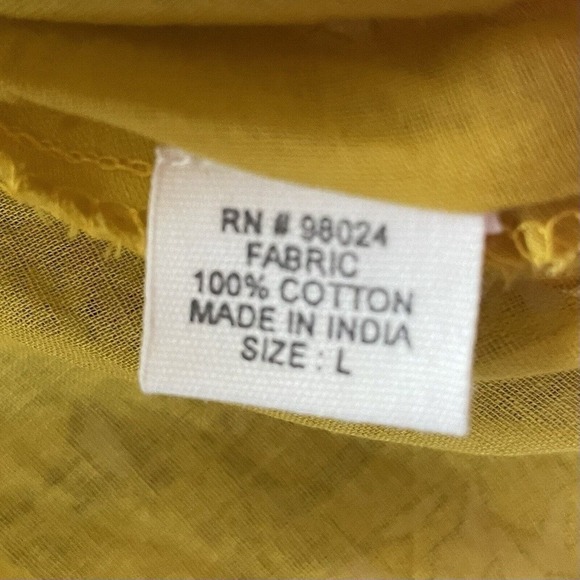 RN # 98024
FABRIC
100% COTTON
MADE IN INDIA
SIZE : L